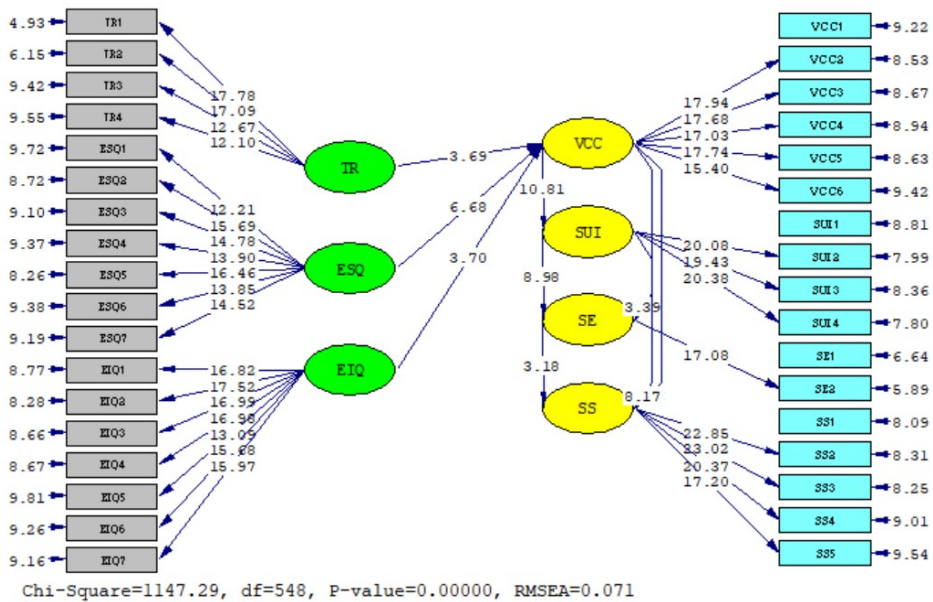 4.93 TR1
6.15 TR2
9.42 TR3
9.55 TR4
9.72 ESQ1
8.72 ESQ2
9.10 ESQ3
9.37 ESQ4
8.26 ESQ5
9.38 ESQ6
9.19 ESQ7
8.77 EIQ1
8.28 EIQ2
8.66 EIQ3
8.67 EIQ4
9.81 EIQ5
9.26 EIQ6
9.16 EIQ7
17.78
17.09
12.67
12.10
12.21
15.69
14.78
13.90
16.46
13.85
14.52
16.82
17.52
16.99
16.98
13.09
15.68
15.97
TR
ESQ
EIQ
3.69
6.68
3.70
VCC
10.81
SUI
8.98
SE
3.39
3.18
SS
8.17
17.94
17.68
17.03
17.74
15.40
20.08
19.43
20.38
17.08
22.85
23.02
20.37
17.20
VCC1 9.22
VCC2 8.53
VCC3 8.67
VCC4 8.94
VCC5 8.63
VCC6 9.42
SUI1 8.81
SUI2 7.99
SUI3 8.36
SUI4 7.80
SE1 6.64
SE2 5.89
SS1 8.09
SS2 8.31
SS3 8.25
SS4 9.01
SS5 9.54
Chi-Square=1147.29, df=548, P-value=0.00000, RMSEA=0.071